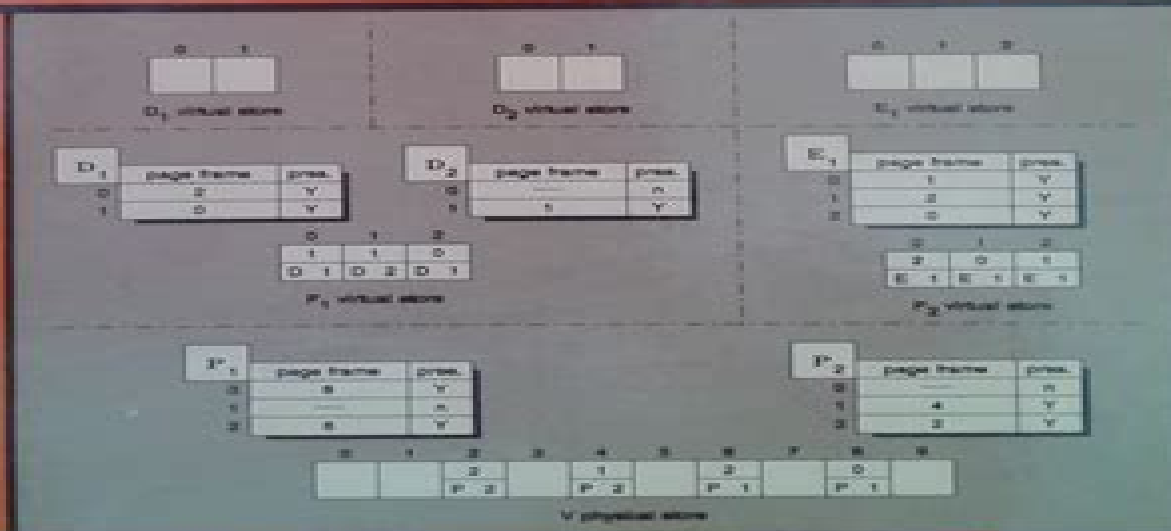 0 1
0 1
0 1 2
D1 virtual store
D2 virtual store
E1 virtual store
D1 page frame pres.
0 2 Y
1 0 Y
D2 page frame pres.
0 — n
1 1 Y
E1 page frame pres.
0 1 Y
1 2 Y
2 0 Y
0 1 2
1 1 0
D 1 D 2 D 1
P1 virtual store
0 1 2
2 0 1
E 1 E 1 E 1
P2 virtual store
P1 page frame pres.
0 Y
1 — n
2 Y
P2 page frame pres.
0 — n
1 4 Y
2 2 Y
0 1 2 3 4 5 6 7 8 9
2 1 2 0
P 2 P 2 P 1 P 1
V physical store